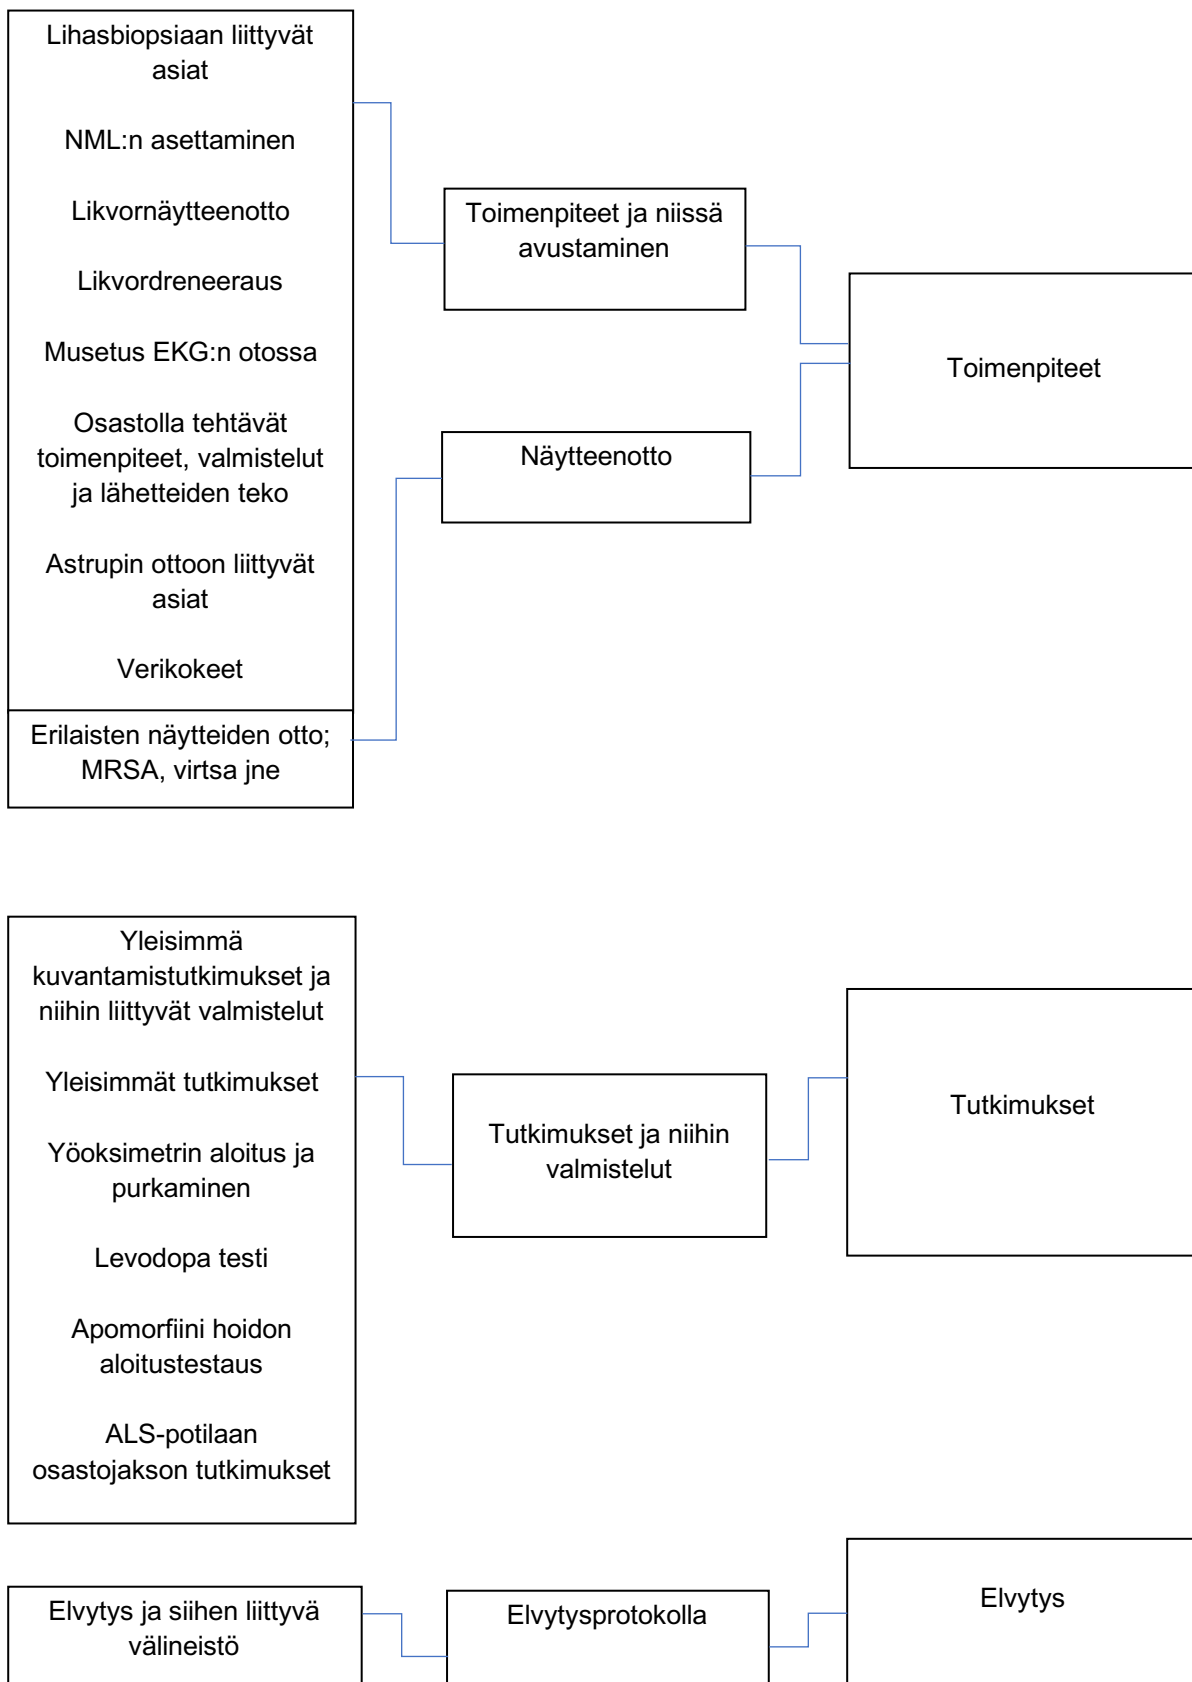 Lihasbiopsiaan liittyvät
asiat
NML:n asettaminen
Likvornäytteenotto
Likvordreneeraus
Musetus EKG:n otossa
Osastolla tehtävät
toimenpiteet, valmistelut
ja lähetteiden teko
Astrupin ottoon liittyvät
asiat
Verikokeet
Erilaisten näytteiden otto;
MRSA, virtsa jne
Toimenpiteet ja niissä
avustaminen
Näytteenotto
Toimenpiteet
Yleisimmä
kuvantamistutkimukset ja
niihin liittyvät valmistelut
Yleisimmät tutkimukset
Yöoksimetrin aloitus ja
purkaminen
Levodopa testi
Apomorfiini hoidon
aloitustestaus
ALS-potilaan
osastojakson tutkimukset
Tutkimukset ja niihin
valmistelut
Tutkimukset
Elvytys ja siihen liittyvä
välineistö
Elvytysprotokolla
Elvytys